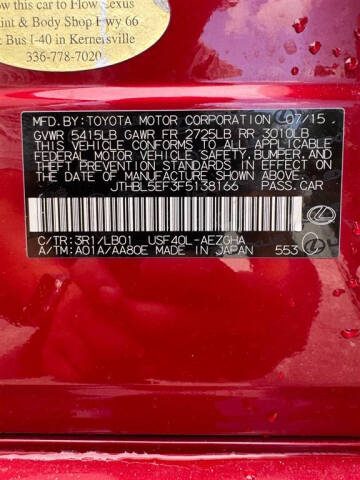 this car to Flow Lexus
int & Body Shop Hwy 66
& Bus I-40 in Kernersville
336-778-7020
MFD.BY:TOYOTA MOTOR CORPORATION 07/15
GVWR 5415LB GAWR FR 2725LB RR 3010LB
THIS VEHICLE CONFORMS TO ALL APPLICABLE
FEDERAL MOTOR VEHICLE SAFETY, BUMPER, AND
THEFT PREVENTION STANDARDS IN EFFECT ON
THE DATE OF MANUFACTURE SHOWN ABOVE.
JTHBL5EF3F5138166 PASS.CAR
C/TR:3R1/LB01 USF40L-AEZGHA
A/TM:A01A/AA80E MADE IN JAPAN 553